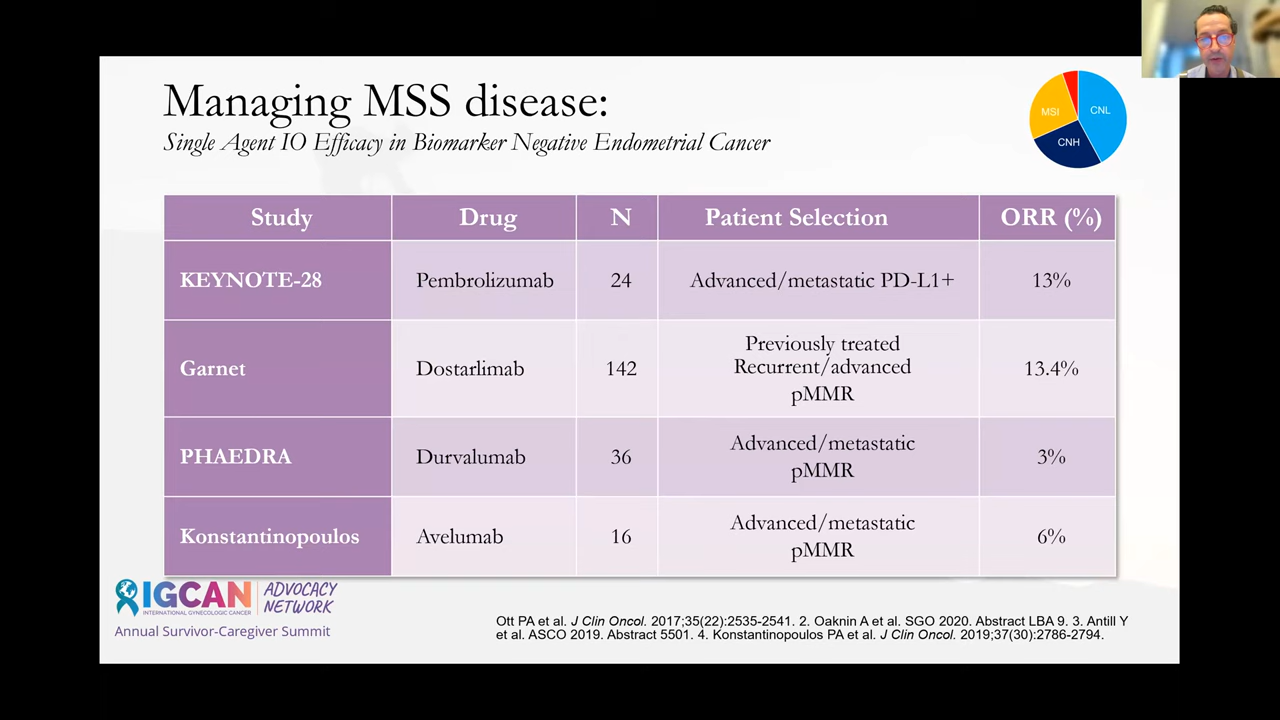 Managing MSS disease:
Single Agent IO Efficacy in Biomarker Negative Endometrial Cancer
MSI
CNL
CNH
Study Drug N Patient Selection ORR (%)
KEYNOTE-28 Pembrolizumab 24 Advanced/metastatic PD-L1+ 13%
Garnet Dostarlimab 142 Previously treated
Recurrent/advanced
pMMR 13.4%
PHAEDRA Durvalumab 36 Advanced/metastatic
pMMR 3%
Konstantinopoulos Avelumab 16 Advanced/metastatic
pMMR 6%
IGCAN ADVOCACY
NETWORK
INTERNATIONAL GYNECOLOGIC CANCER
Annual Survivor-Caregiver Summit
Ott PA et al. J Clin Oncol. 2017;35(22):2535-2541. 2. Oaknin A et al. SGO 2020. Abstract LBA 9. 3. Antill Y
et al. ASCO 2019. Abstract 5501. 4. Konstantinopoulos PA et al. J Clin Oncol. 2019;37(30):2786-2794.